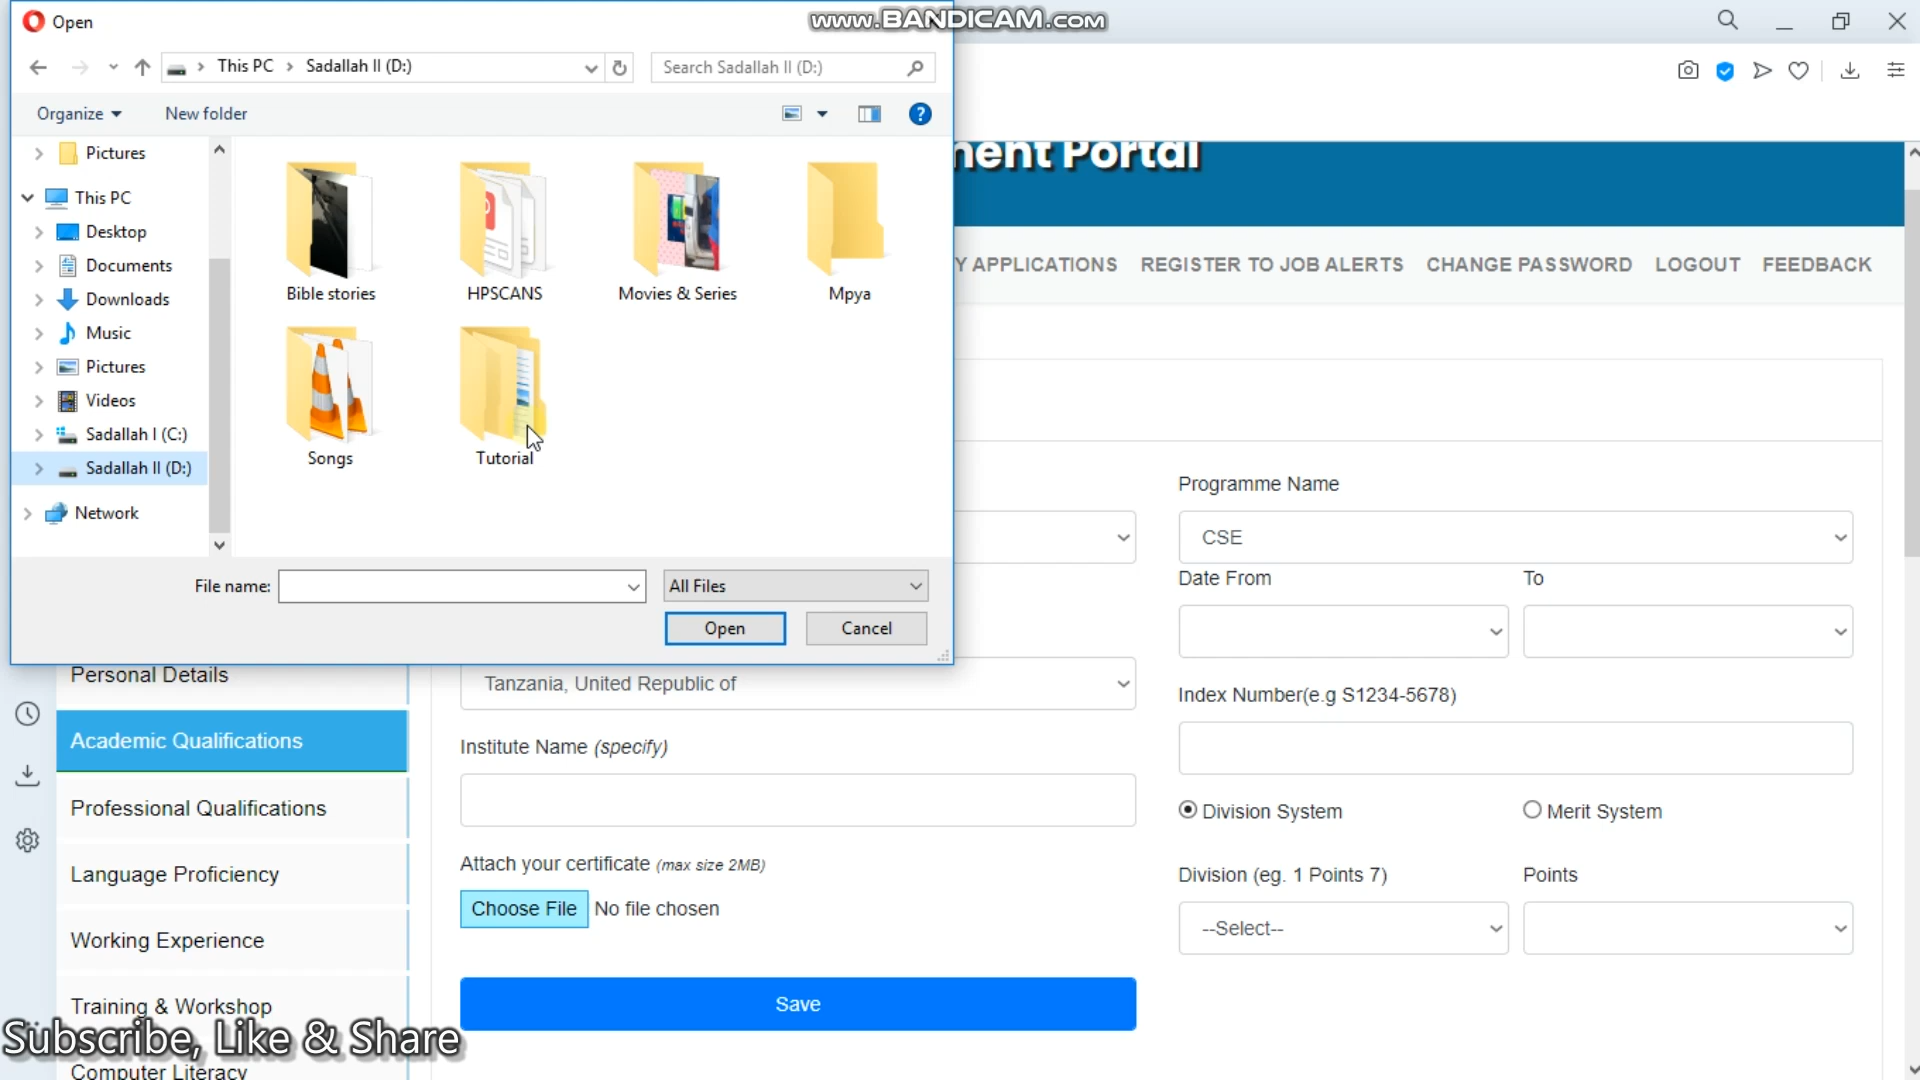 Open
www.BANDICAM.com
This PC > Sadallah II (D:)
Search Sadallah II (D:)
Organize
New folder
Pictures
This PC
Desktop
Documents
Downloads
Music
Pictures
Videos
Sadallah I (C:)
Sadallah II (D:)
Network
Bible stories
HPSCANS
Movies & Series
Mpya
Songs
Tutorial
File name:
All Files
Open
Cancel
Portal
APPLICATIONS
REGISTER TO JOB ALERTS
CHANGE PASSWORD
LOGOUT
FEEDBACK
Personal Details
Academic Qualifications
Professional Qualifications
Language Proficiency
Working Experience
Training & Workshop
Computer Literacy
Tanzania, United Republic of
Institute Name (specify)
Attach your certificate (max size 2MB)
Choose File No file chosen
Save
Programme Name
CSE
Date From
To
Index Number(e.g S1234-5678)
Division System
Merit System
Division (eg. 1 Points 7)
Points
--Select--
Subscribe, Like & Share